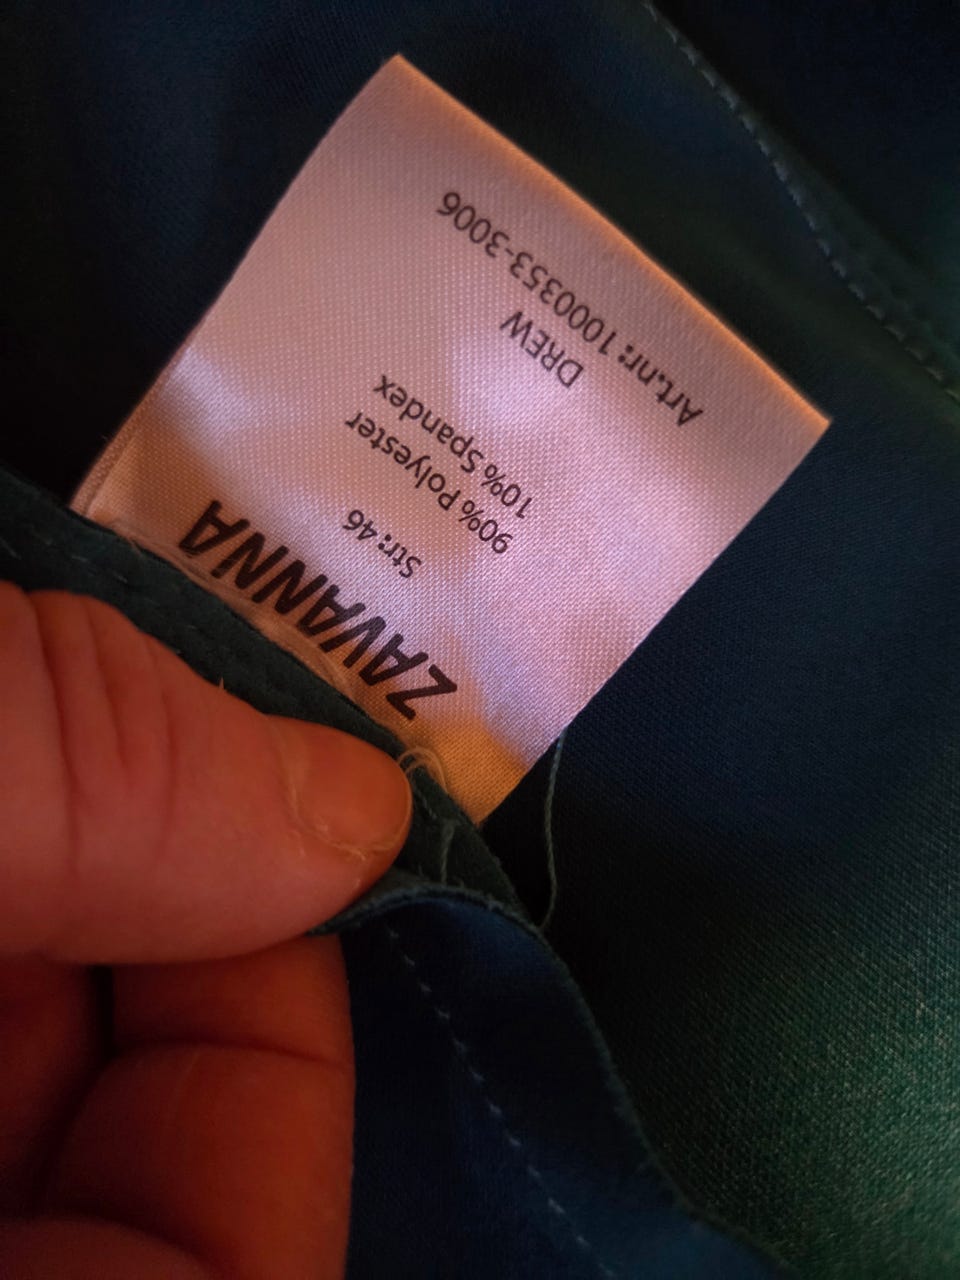 ZAVANNA
Str: 46
90% Polyester
10% Spandex
DREW
Art.nr: 1000353-3006